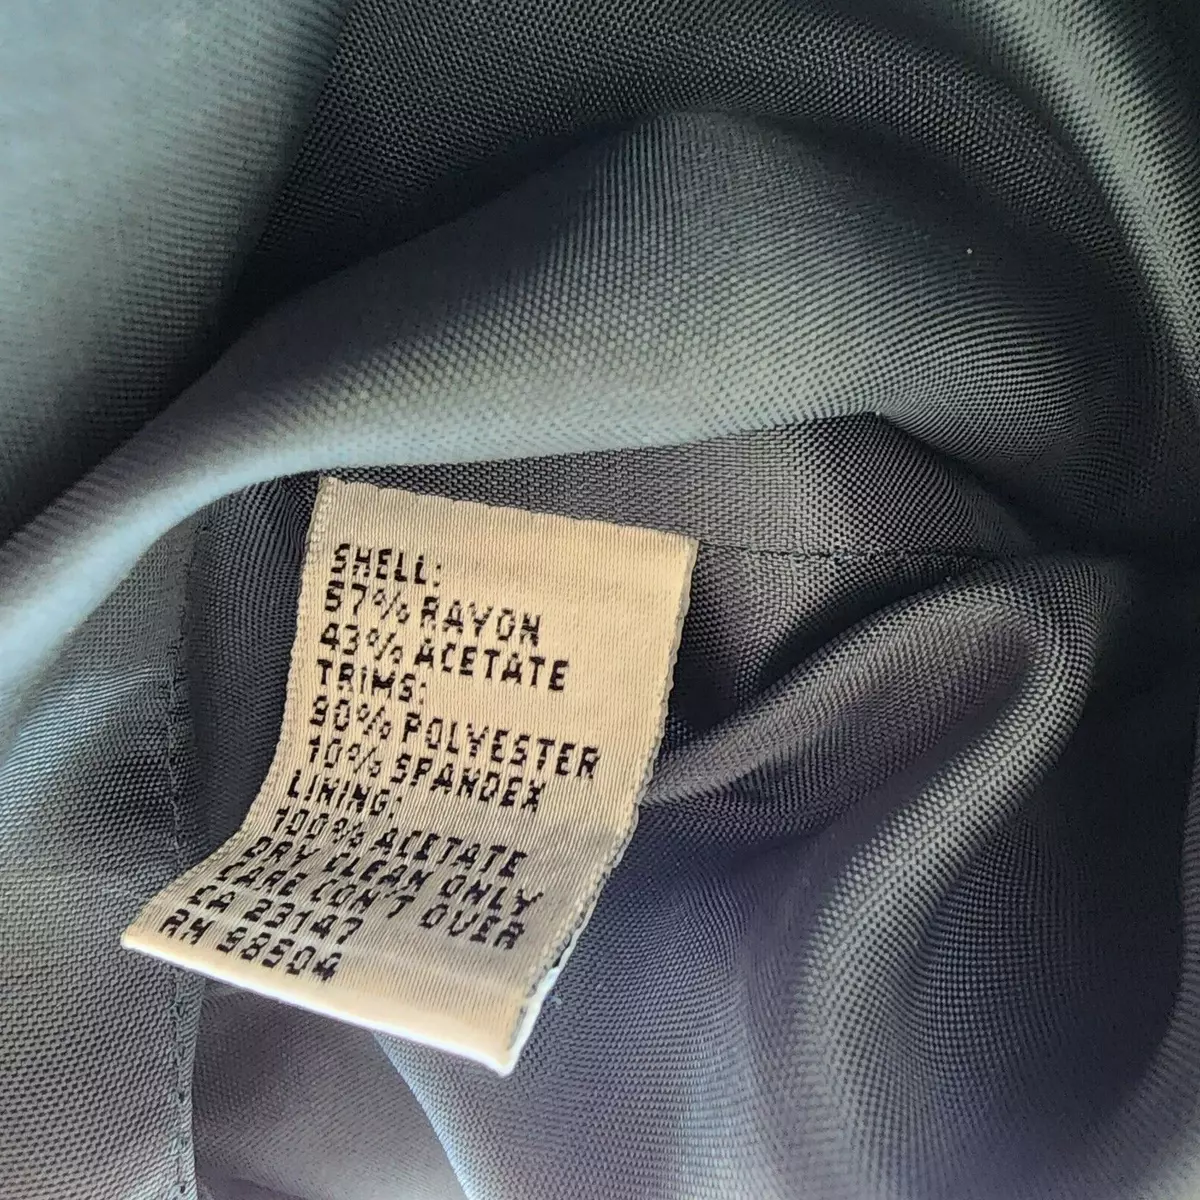 SHELL:
57% RAYON
43% ACETATE
TRIMS:
90% POLYESTER
10% SPANDEX
LINING:
100% ACETATE
DRY CLEAN ONLY
CARE CON'T OVER
CA 23147
RN 98504